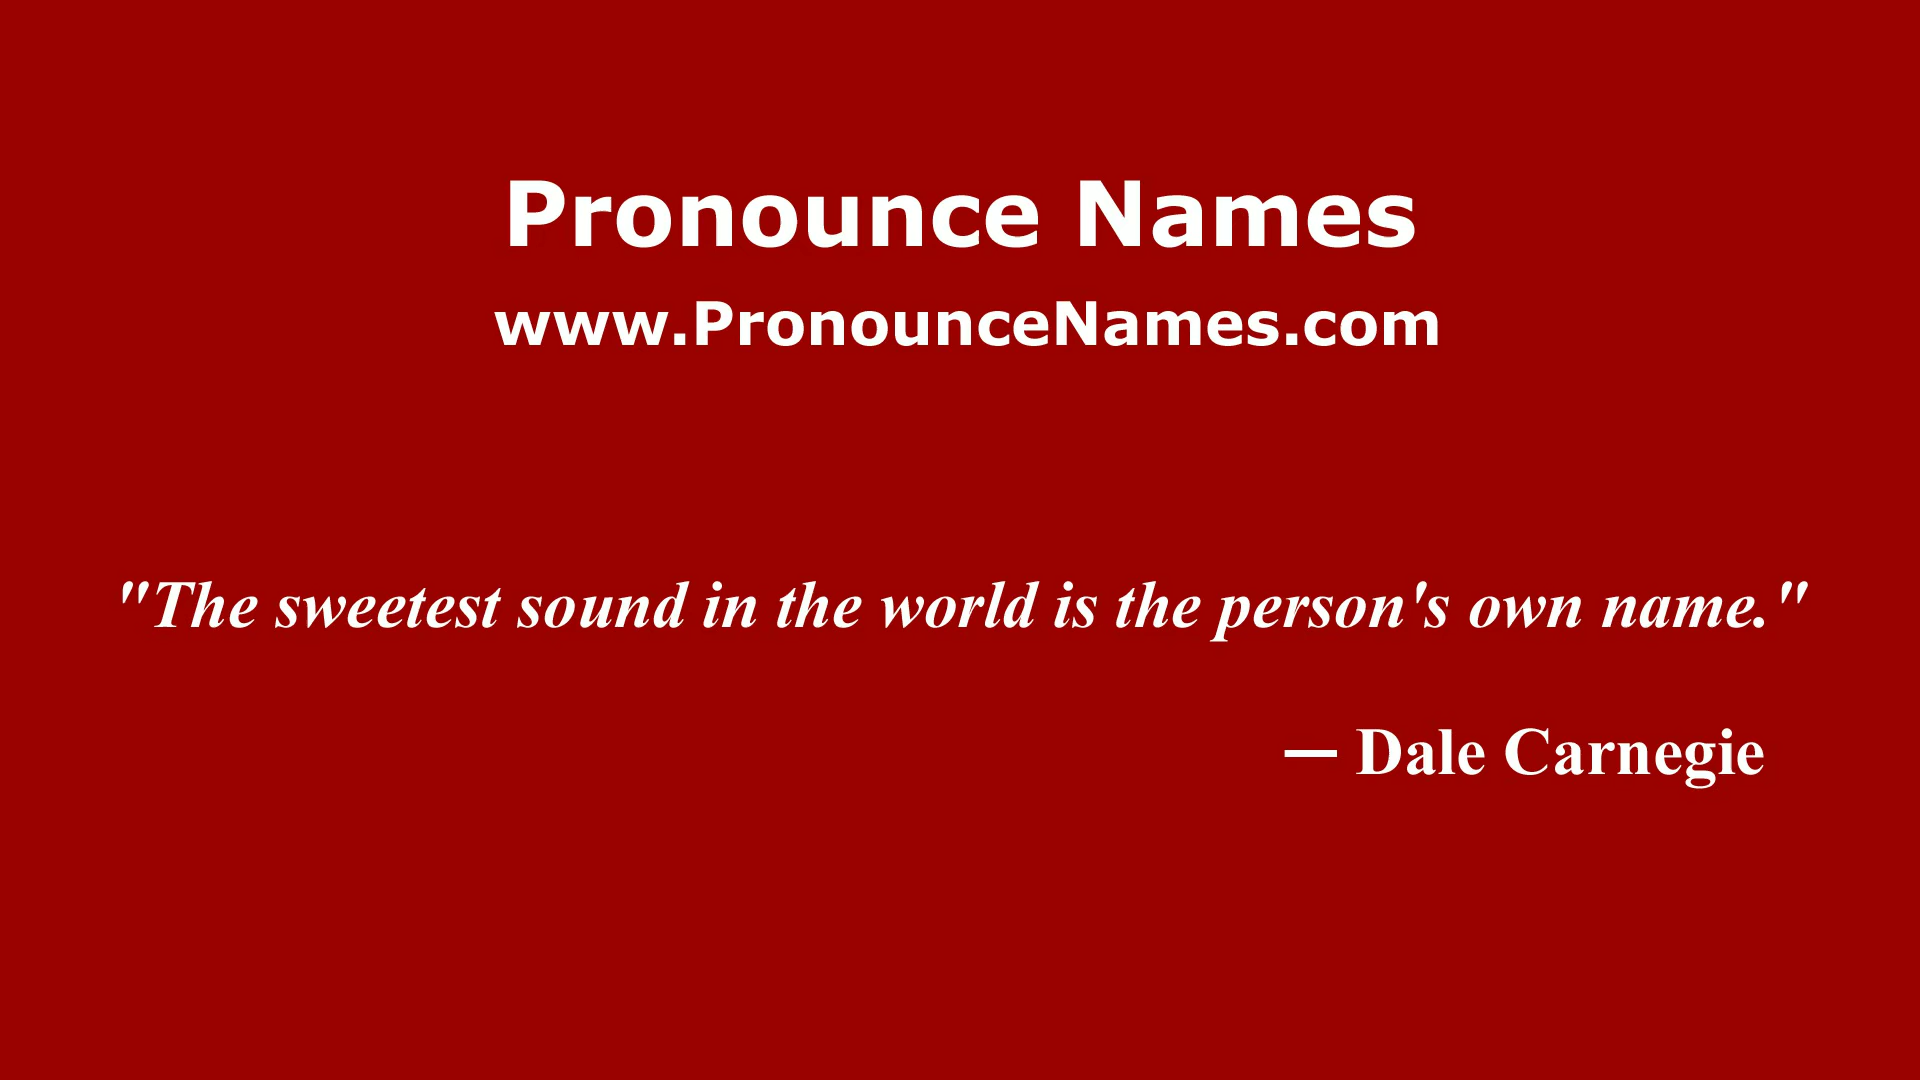 Pronounce Names
www.PronounceNames.com
"The sweetest sound in the world is the person's own name."
— Dale Carnegie